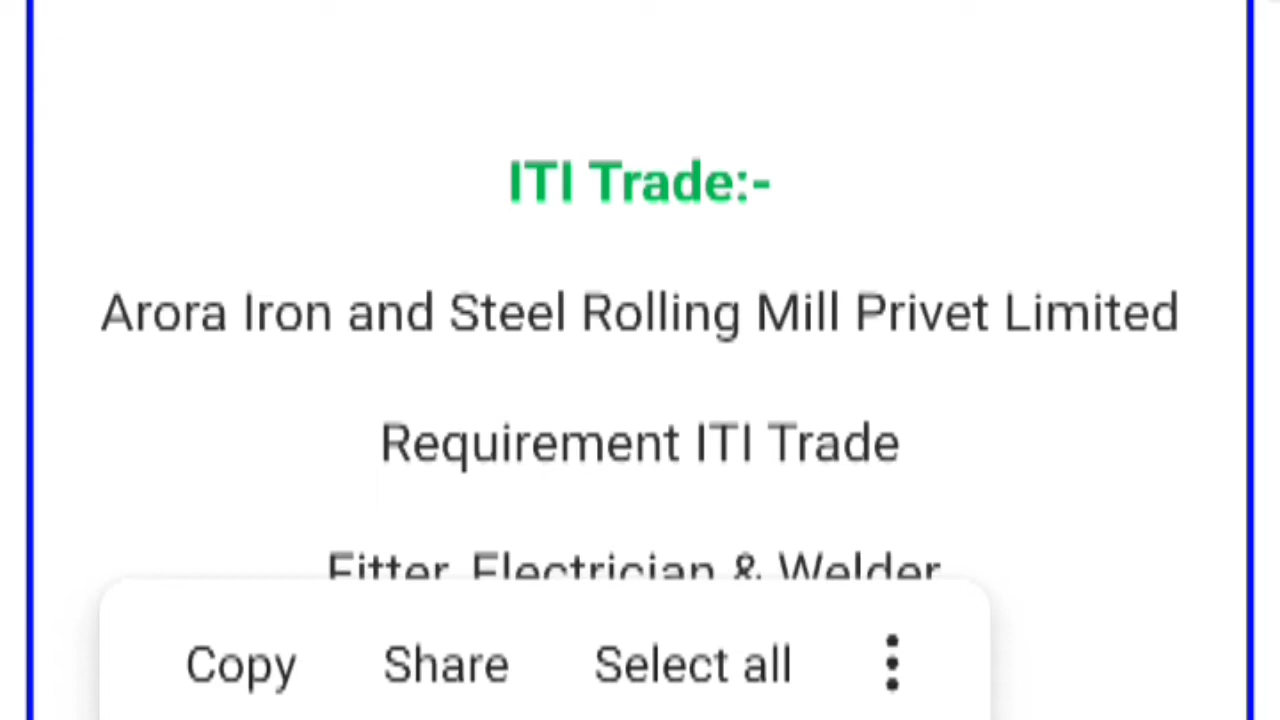 ITI Trade:-
Arora Iron and Steel Rolling Mill Privet Limited
Requirement ITI Trade
Fitter, Electrician & Welder
Copy Share Select all